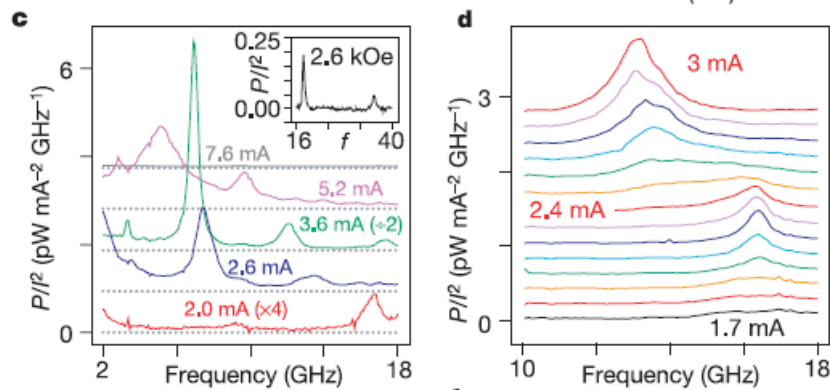 c
P/I² (pW mA⁻² GHz⁻¹)
6
0
2
18
Frequency (GHz)
7.6 mA
5.2 mA
3.6 mA (÷2)
2.6 mA
2.0 mA (×4)
0.25
0.00
P/I²
2.6 kOe
16
f
40
d
P/I² (pW mA⁻² GHz⁻¹)
3
0
3 mA
2.4 mA
1.7 mA
10
18
Frequency (GHz)